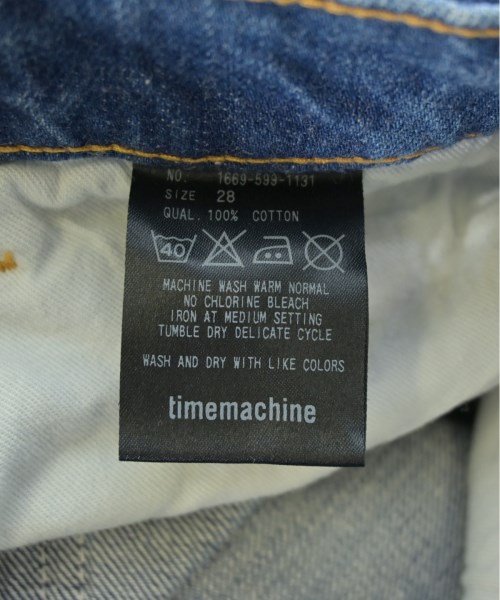 NO. 1669-599-1131
SIZE 28
QUAL. 100% COTTON
40
MACHINE WASH WARM NORMAL
NO CHLORINE BLEACH
IRON AT MEDIUM SETTING
TUMBLE DRY DELICATE CYCLE
WASH AND DRY WITH LIKE COLORS
timemachine